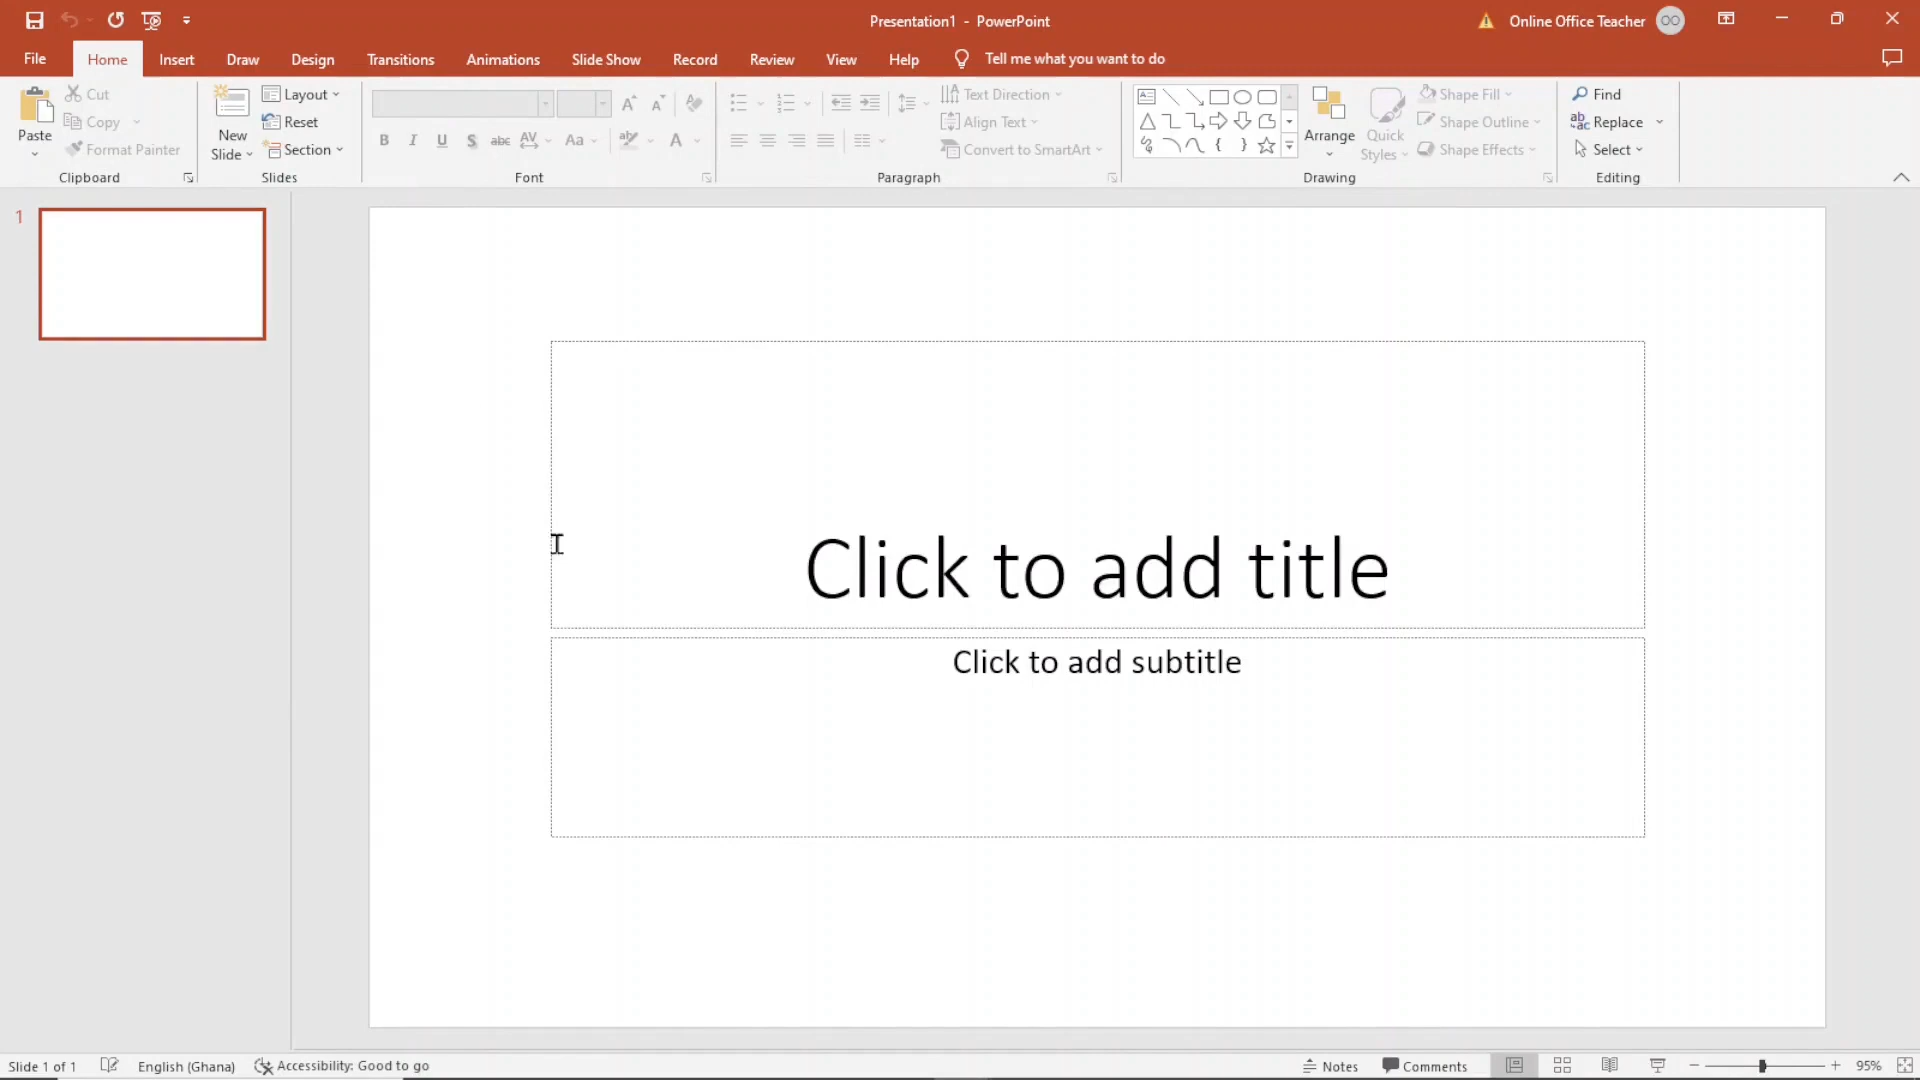 Presentation1 - PowerPoint
Online Office Teacher
OO
File Home Insert Draw Design Transitions Animations Slide Show Record Review View Help Tell me what you want to do
Paste
Cut
Copy
Format Painter
Clipboard
New
Slide
Layout
Reset
Section
Slides
B I U S abc AV Aa A
Font
Text Direction
Align Text
Convert to SmartArt
Paragraph
Arrange
Quick
Styles
Shape Fill
Shape Outline
Shape Effects
Drawing
Find
Replace
Select
Editing
1
Click to add title
Click to add subtitle
Slide 1 of 1 English (Ghana) Accessibility: Good to go Notes Comments 95%